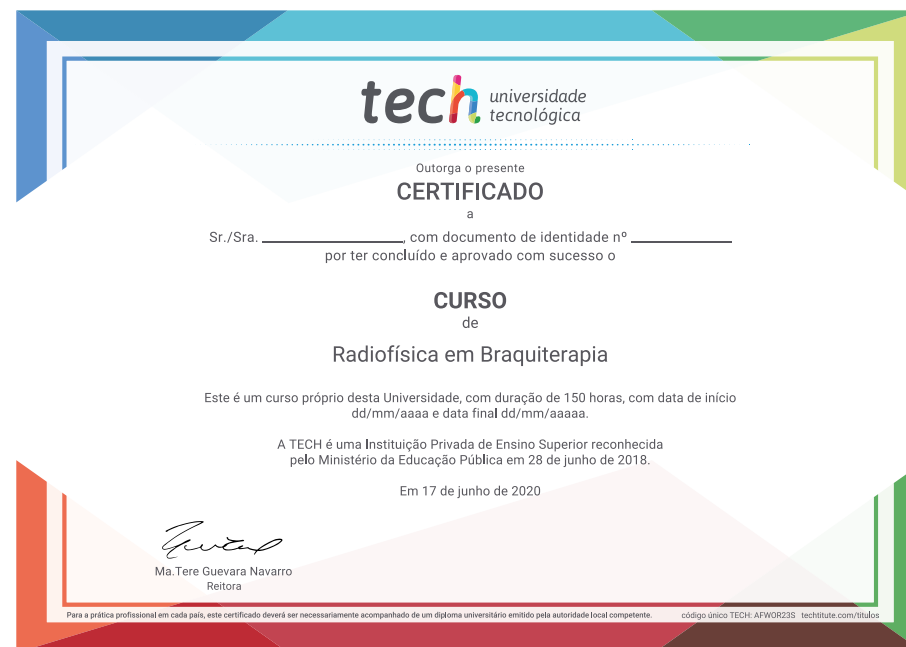 tech universidade
tecnológica
Outorga o presente
CERTIFICADO
a
Sr./Sra. ____________, com documento de identidade nº ____________
por ter concluído e aprovado com sucesso o
CURSO
de
Radiofísica em Braquiterapia
Este é um curso próprio desta Universidade, com duração de 150 horas, com data de início
dd/mm/aaaa e data final dd/mm/aaaaa.
A TECH é uma Instituição Privada de Ensino Superior reconhecida
pelo Ministério da Educação Pública em 28 de junho de 2018.
Em 17 de junho de 2020
Ma.Tere Guevara Navarro
Reitora
Para a prática profissional em cada país, este certificado deverá ser necessariamente acompanhado de um diploma universitário emitido pela autoridade local competente. código único TECH: AFWOR23S techtitute.com/titulos